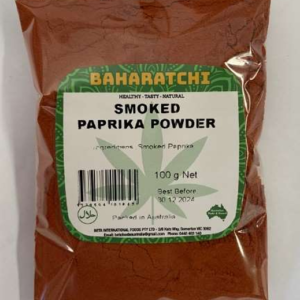 BAHARATCHI
HEALTHY - TASTY - NATURAL
SMOKED
PAPRIKA POWDER
Ingredients: Smoked Paprika
100 g Net
Best Before
30.12.2024
Packed in Australia